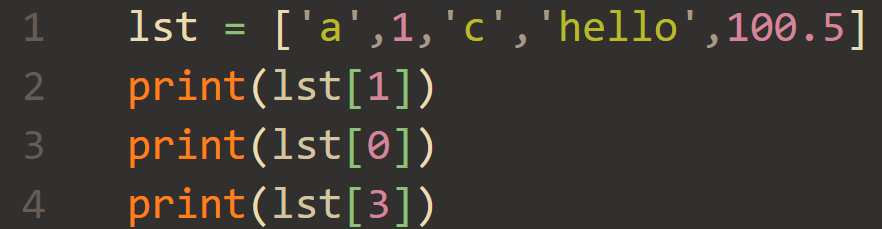 1 lst = ['a',1,'c','hello',100.5]
2 print(lst[1])
3 print(lst[0])
4 print(lst[3])